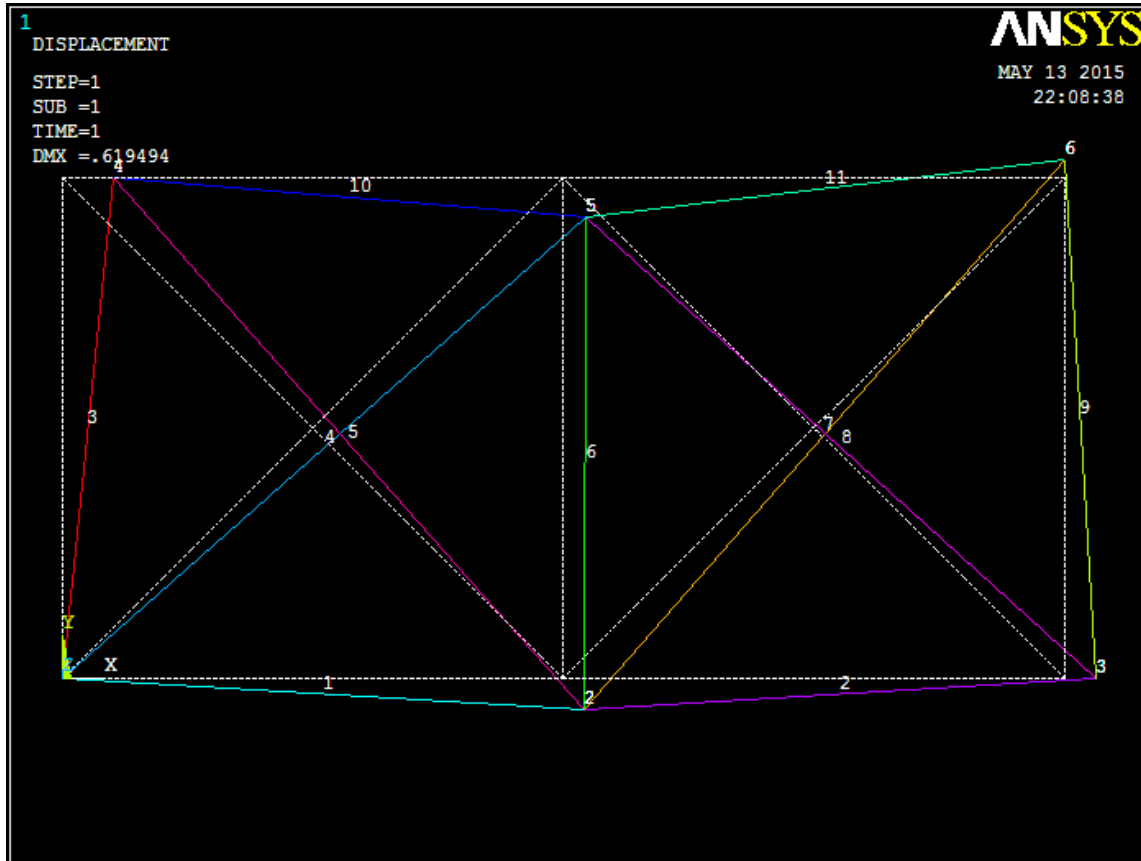 1
ANSYS
DISPLACEMENT
MAY 13 2015
STEP=1
22:08:38
SUB =1
TIME=1
DMX =.619494
4
6
10
11
5
3
9
4 5
7
8
6
Y
X
1
2
2
3